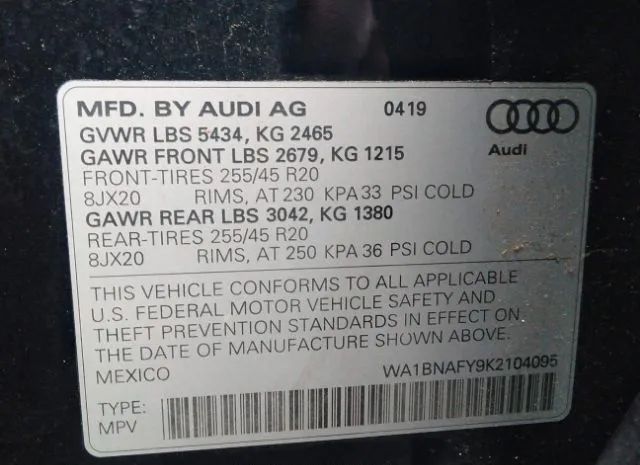 MFD. BY AUDI AG 0419
GVWR LBS 5434, KG 2465
GAWR FRONT LBS 2679, KG 1215
Audi
FRONT-TIRES 255/45 R20
8JX20 RIMS, AT 230 KPA 33 PSI COLD
GAWR REAR LBS 3042, KG 1380
REAR-TIRES 255/45 R20
8JX20 RIMS, AT 250 KPA 36 PSI COLD
THIS VEHICLE CONFORMS TO ALL APPLICABLE
U.S. FEDERAL MOTOR VEHICLE SAFETY AND
THEFT PREVENTION STANDARDS IN EFFECT ON
THE DATE OF MANUFACTURE SHOWN ABOVE.
MEXICO WA1BNAFY9K2104095
TYPE:
MPV